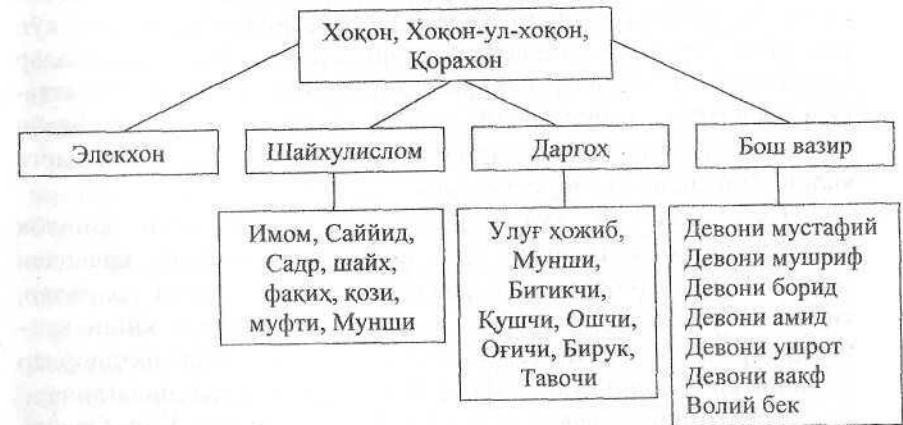 Хоқон, Хоқон-ул-хоқон,
Қорахон
Элекхон
Шайхулислом
Даргоҳ
Бош вазир
Имом, Саййид,
Садр, шайх,
фақиҳ, қози,
муфти, Мунши
Улуғ ҳожиб,
Мунши,
Битикчи,
Қушчи, Ошчи,
Оғичи, Бирук,
Тавочи
Девони мустафий
Девони мушриф
Девони борид
Девони амид
Девони ушрот
Девони вақф
Волий бек